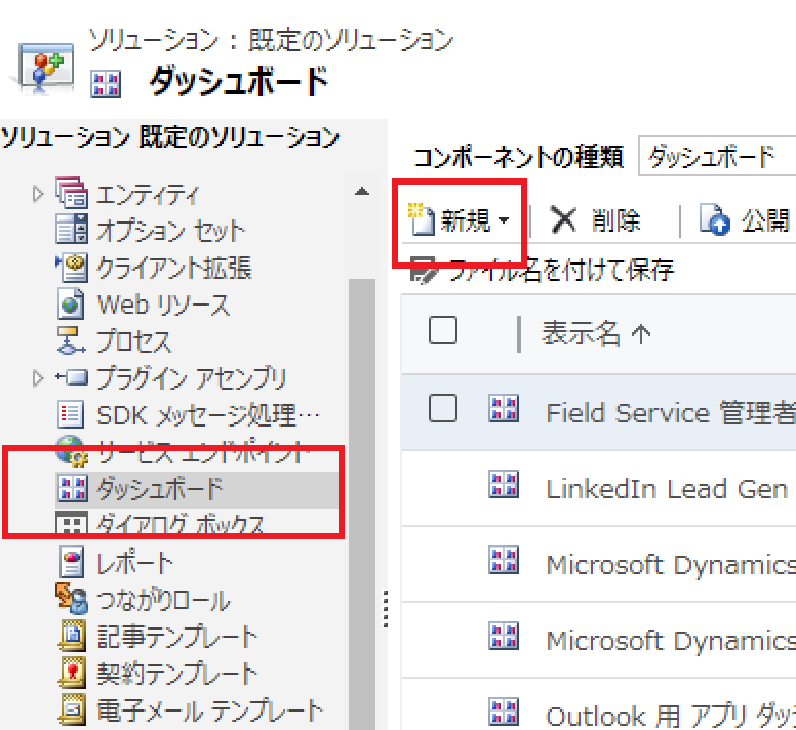 ソリューション : 既定のソリューション
ダッシュボード
ソリューション 既定のソリューション
エンティティ
オプション セット
クライアント拡張
Web リソース
プロセス
プラグイン アセンブリ
SDK メッセージ処理…
サービス エンドポイント
ダッシュボード
ダイアログ ボックス
レポート
つながりロール
記事テンプレート
契約テンプレート
電子メール テンプレート
コンポーネントの種類 ダッシュボード
新規 削除 公開
ファイル名を付けて保存
表示名 ↑
Field Service 管理者
LinkedIn Lead Gen
Microsoft Dynamics
Microsoft Dynamics
Outlook 用 アプリ ダッ